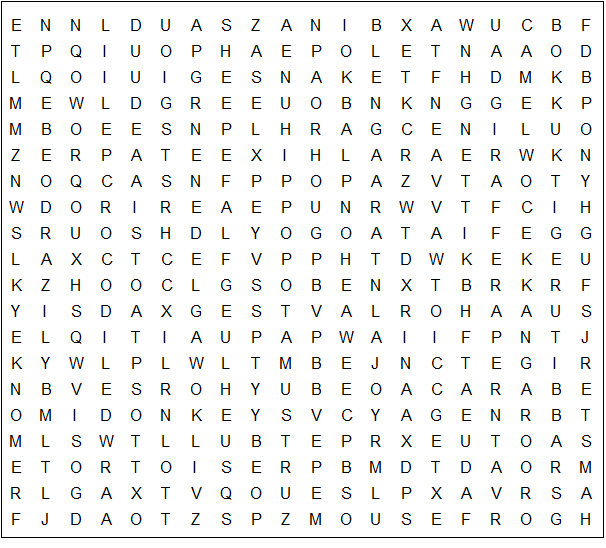 E N N L D U A S Z A N I B X A W U C B F
T P Q I U O P H A E P O L E T N A A O D
L Q O I U I G E S N A K E T F H D M K B
M E W L D G R E E U O B N K N G G E K P
M B O E E S N P L H R A G C E N I L U O
Z E R P A T E E X I H L A R A E R W K N
N O Q C A S N F P P O P A Z V T A O T Y
W D O R I R E A E P U N R W V T F C I H
S R U O S H D L Y O G O A T A I F E G G
L A X C T C E F V P P H T D W K E K E U
K Z H O O C L G S O B E N X T B R K R F
Y I S D A X G E S T V A L R O H A A U S
E L Q I T I A U P A P W A I I F P N T J
K Y W L P L W L T M B E J N C T E G I R
N B V E S R O H Y U B E O A C A R A B E
O M I D O N K E Y S V C Y A G E N R B T
M L S W T L L U B T E P R X E U T O A S
E T O R T O I S E R P B M D T D A O R M
R L G A X T V Q O U E S L P X A V R S A
F J D A O T Z S P Z M O U S E F R O G H